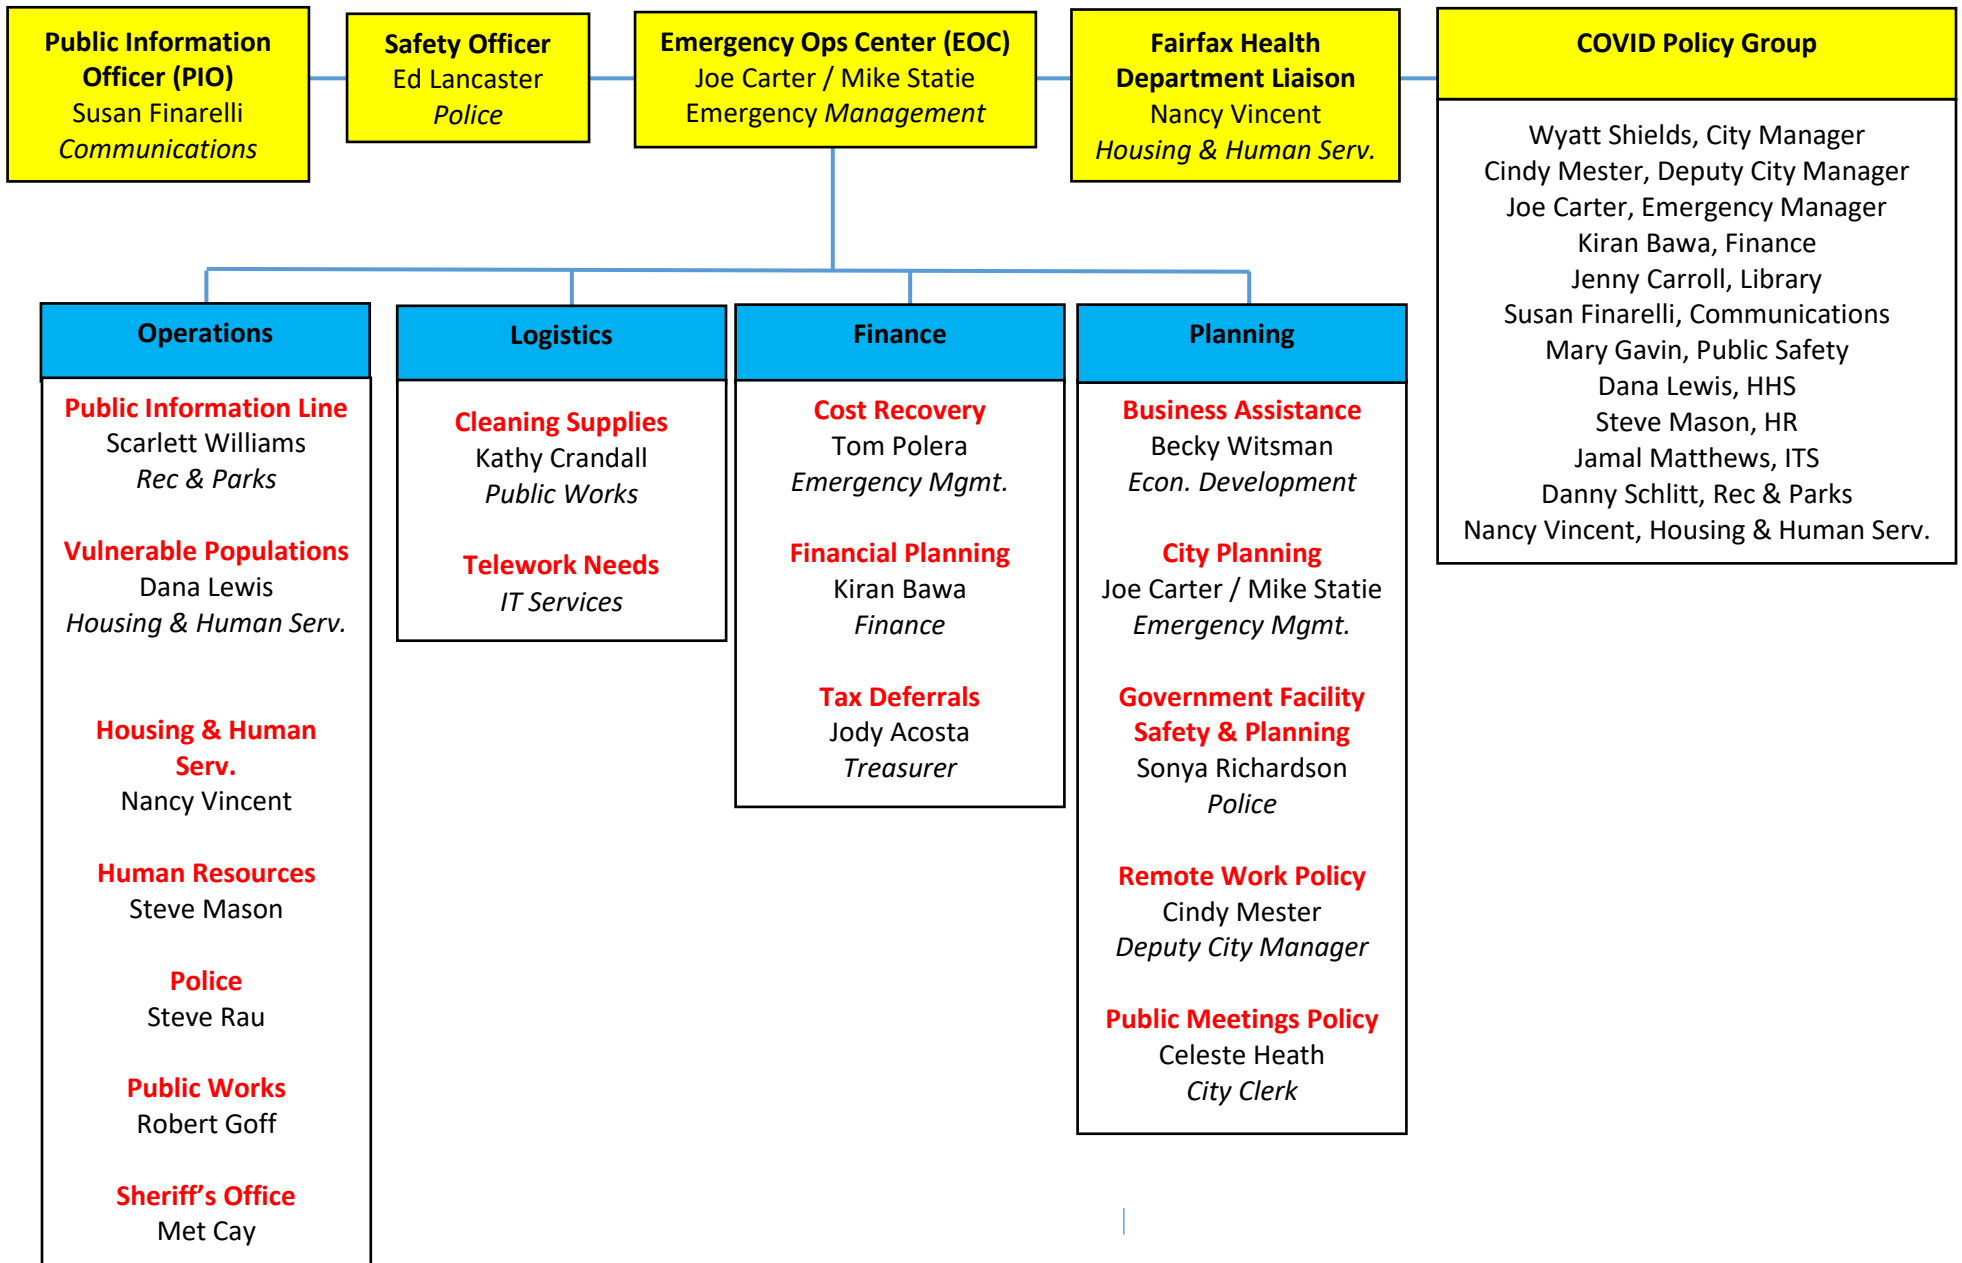 Public Information
Officer (PIO)
Susan Finarelli
Communications
Safety Officer
Ed Lancaster
Police
Emergency Ops Center (EOC)
Joe Carter / Mike Statie
Emergency Management
Fairfax Health
Department Liaison
Nancy Vincent
Housing & Human Serv.
COVID Policy Group
Wyatt Shields, City Manager
Cindy Mester, Deputy City Manager
Joe Carter, Emergency Manager
Kiran Bawa, Finance
Jenny Carroll, Library
Susan Finarelli, Communications
Mary Gavin, Public Safety
Dana Lewis, HHS
Steve Mason, HR
Jamal Matthews, ITS
Danny Schlitt, Rec & Parks
Nancy Vincent, Housing & Human Serv.
Operations
Public Information Line
Scarlett Williams
Rec & Parks
Vulnerable Populations
Dana Lewis
Housing & Human Serv.
Housing & Human
Serv.
Nancy Vincent
Human Resources
Steve Mason
Police
Steve Rau
Public Works
Robert Goff
Sheriff’s Office
Met Cay
Logistics
Cleaning Supplies
Kathy Crandall
Public Works
Telework Needs
IT Services
Finance
Cost Recovery
Tom Polera
Emergency Mgmt.
Financial Planning
Kiran Bawa
Finance
Tax Deferrals
Jody Acosta
Treasurer
Planning
Business Assistance
Becky Witsman
Econ. Development
City Planning
Joe Carter / Mike Statie
Emergency Mgmt.
Government Facility
Safety & Planning
Sonya Richardson
Police
Remote Work Policy
Cindy Mester
Deputy City Manager
Public Meetings Policy
Celeste Heath
City Clerk